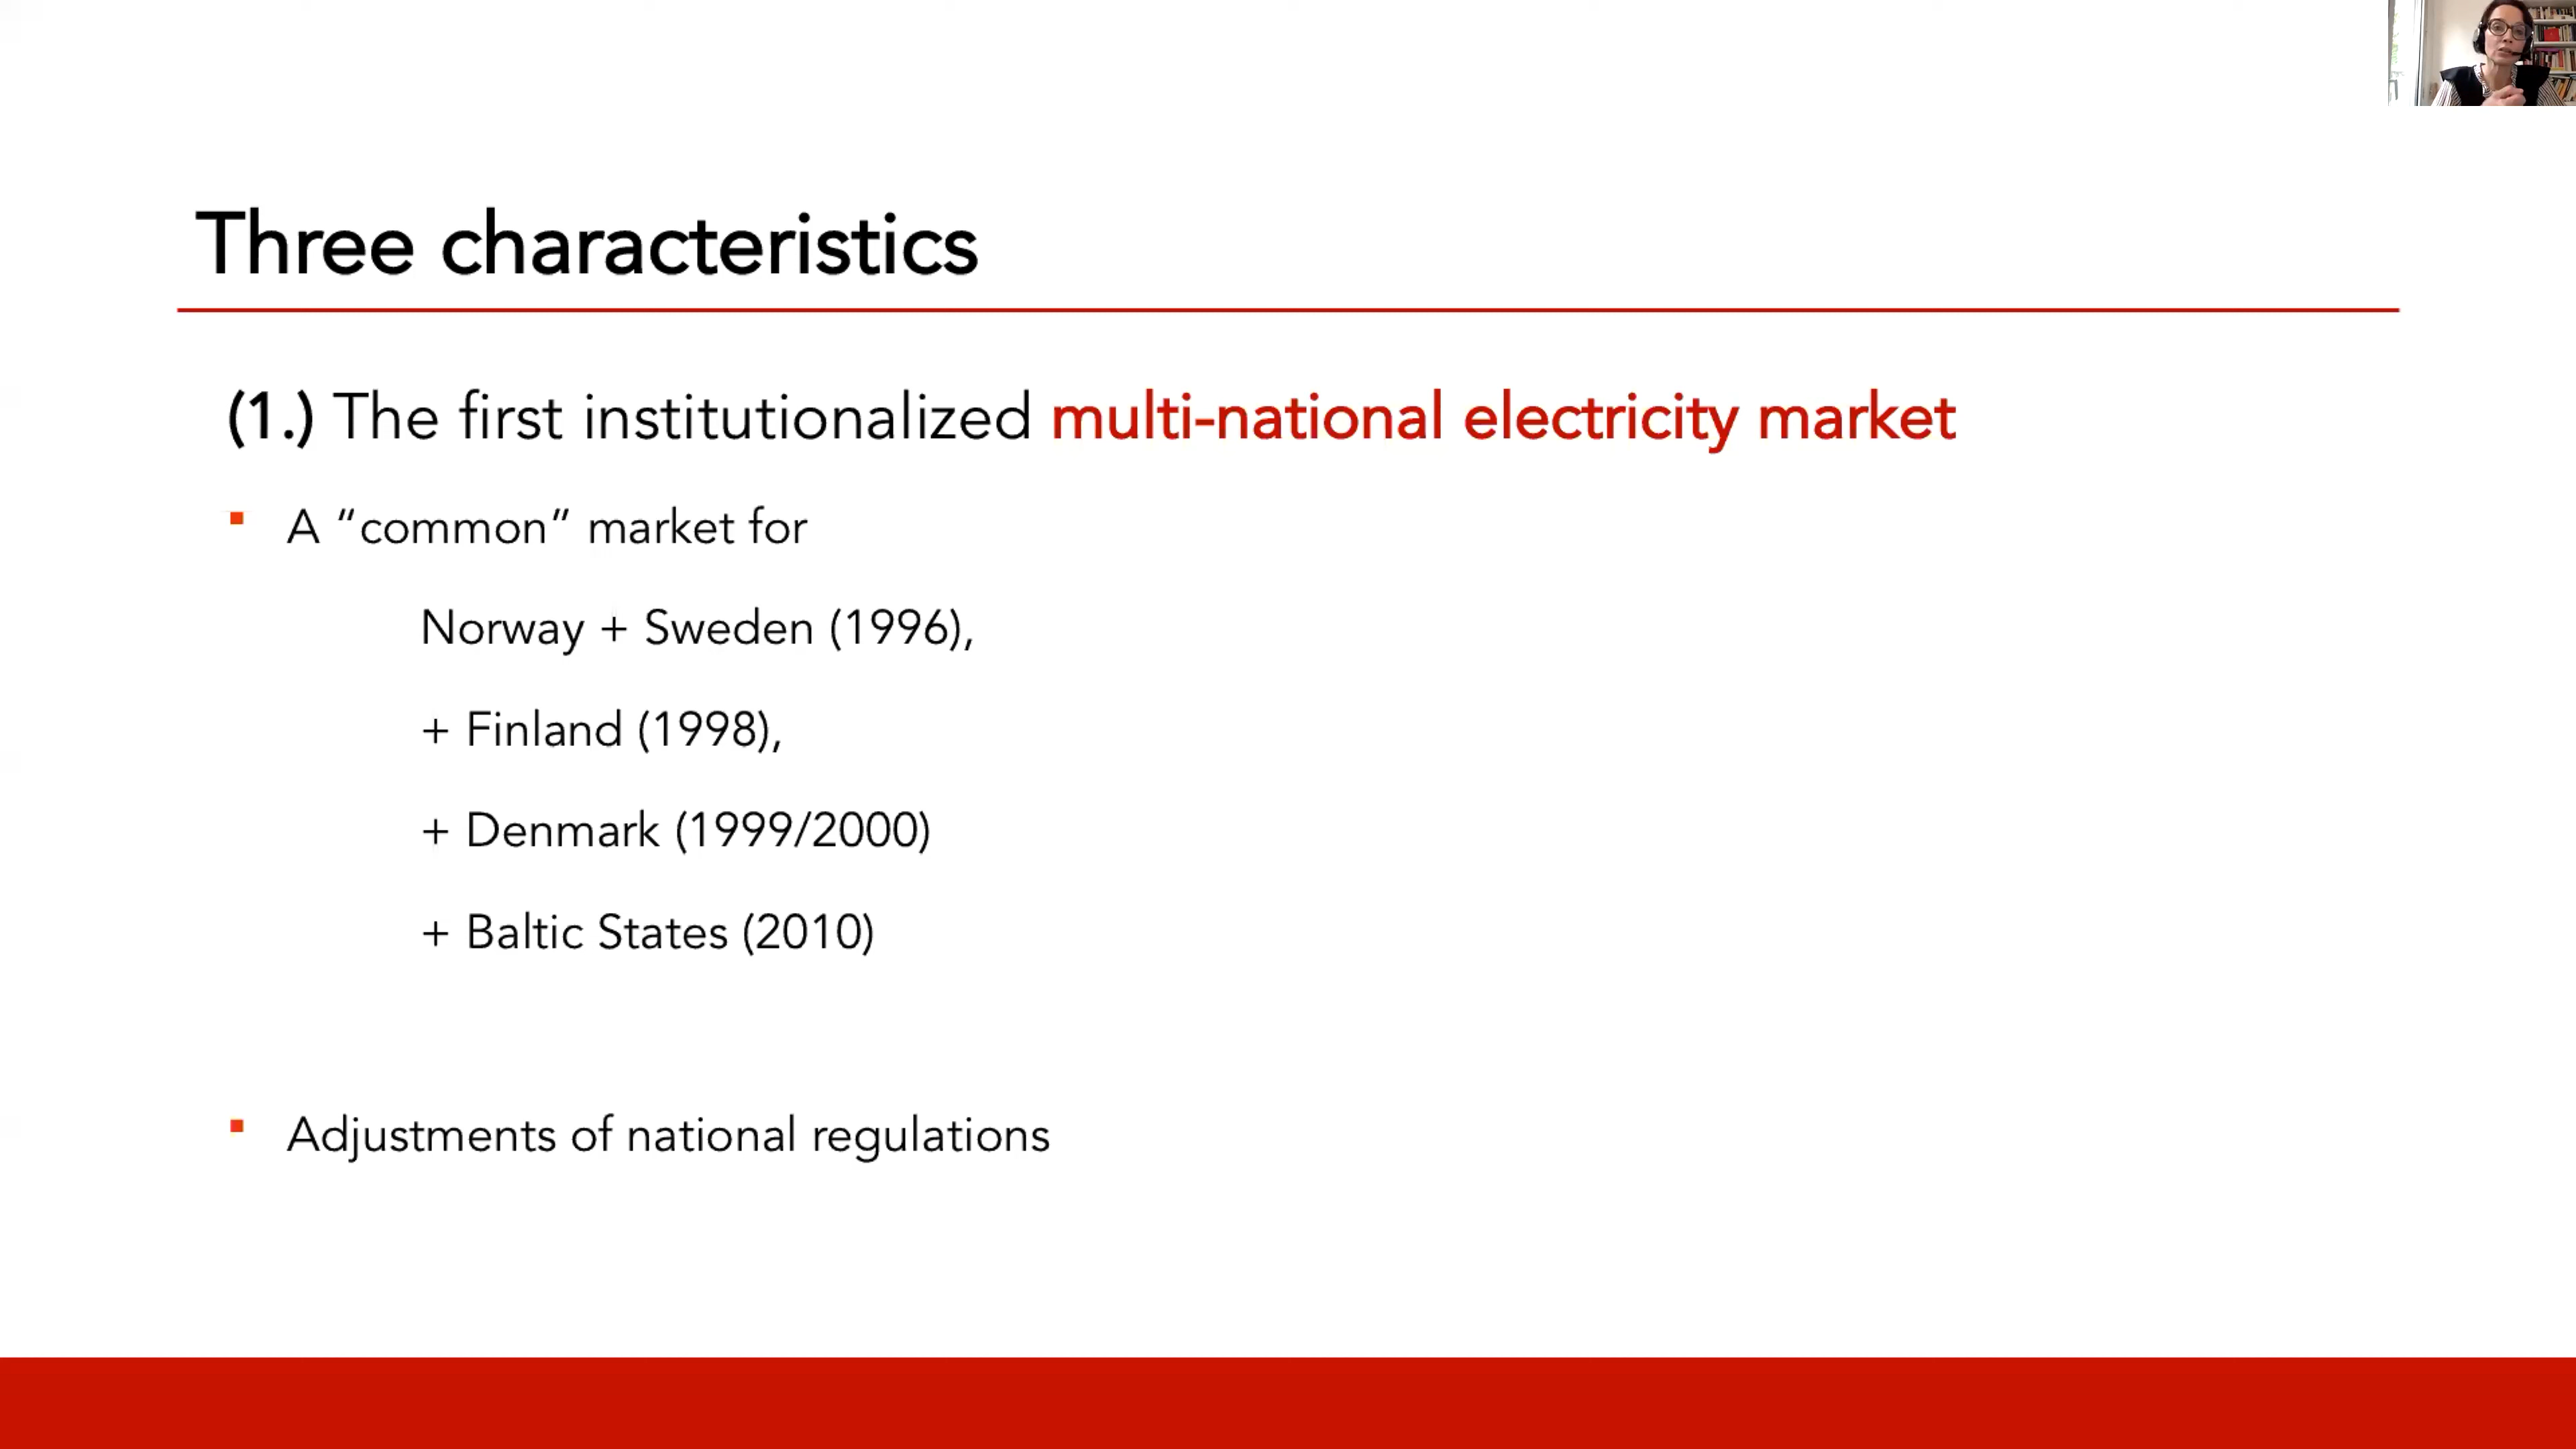 Three characteristics
(1.) The first institutionalized multi-national electricity market
▪ A “common” market for
Norway + Sweden (1996),
+ Finland (1998),
+ Denmark (1999/2000)
+ Baltic States (2010)
▪ Adjustments of national regulations